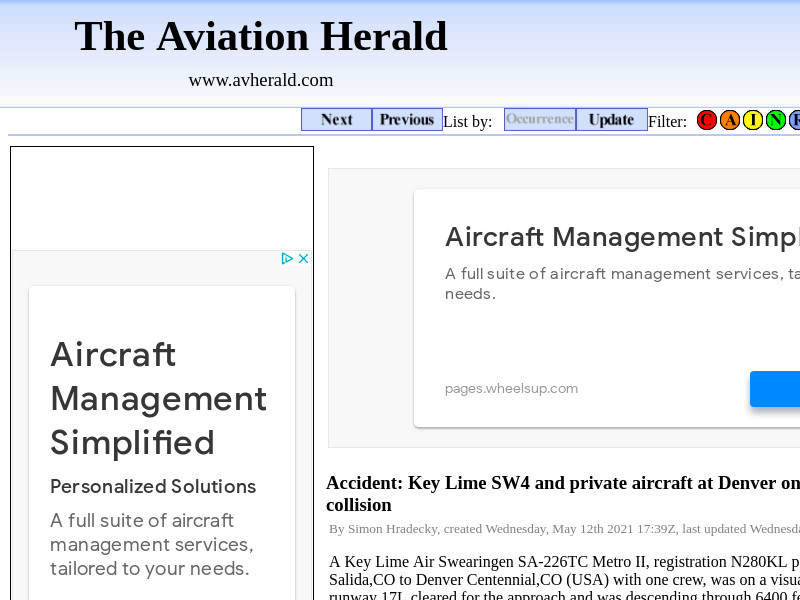 The Aviation Herald
www.avherald.com
Next Previous List by: Occurrence Update Filter: C A I N R
Aircraft
Management
Simplified
Personalized Solutions
A full suite of aircraft
management services,
tailored to your needs.
Aircraft Management Simpl
A full suite of aircraft management services, ta
needs.
pages.wheelsup.com
Accident: Key Lime SW4 and private aircraft at Denver on
collision
By Simon Hradecky, created Wednesday, May 12th 2021 17:39Z, last updated Wednesda
A Key Lime Air Swearingen SA-226TC Metro II, registration N280KL p
Salida,CO to Denver Centennial,CO (USA) with one crew, was on a visua
runway 17L cleared for the approach and was descending through 6400 fe